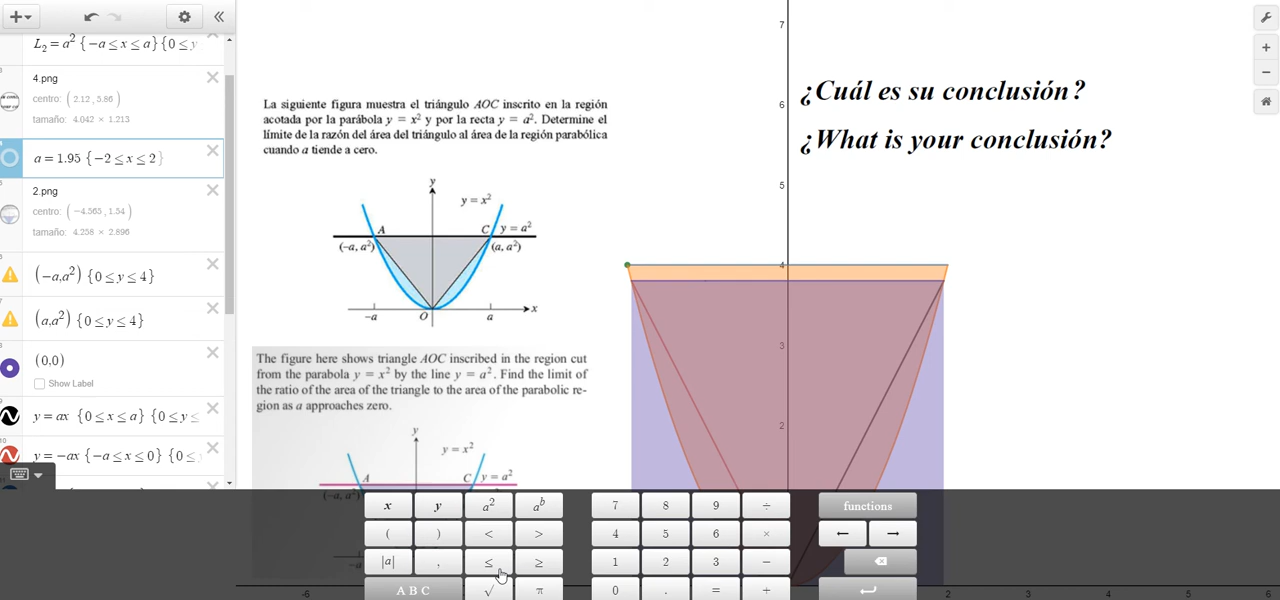 L₂ = a² {−a ≤ x ≤ a} {0 ≤ y
4.png
centro: (2.12, 5.86)
tamaño: 4.042 × 1.213
a = 1.95 {−2 ≤ x ≤ 2}
2.png
centro: (−4.565, 1.54)
tamaño: 4.258 × 2.896
(−a,a²) {0 ≤ y ≤ 4}
(a,a²) {0 ≤ y ≤ 4}
(0,0)
Show Label
y = ax {0 ≤ x ≤ a} {0 ≤ y ≤
10
y = −ax {−a ≤ x ≤ 0} {0 ≤
La siguiente figura muestra el triángulo AOC inscrito en la región
acotada por la parábola y = x² y por la recta y = a². Determine el
límite de la razón del área del triángulo al área de la región parabólica
cuando a tiende a cero.
y
y = x²
A C y = a²
(−a, a²) (a, a²)
−a O a x
The figure here shows triangle AOC inscribed in the region cut
from the parabola y = x² by the line y = a². Find the limit of
the ratio of the area of the triangle to the area of the parabolic re-
gion as a approaches zero.
y
y = x²
A C y = a²
¿Cuál es su conclusión?
¿What is your conclusión?
7
6
5
4
3
2
-6 2 3 4 5 6
x y a² aᵇ 7 8 9 ÷ functions
( ) < > 4 5 6 × ← →
|a| , ≤ ≥ 1 2 3 −
A B C √ π 0 . = +